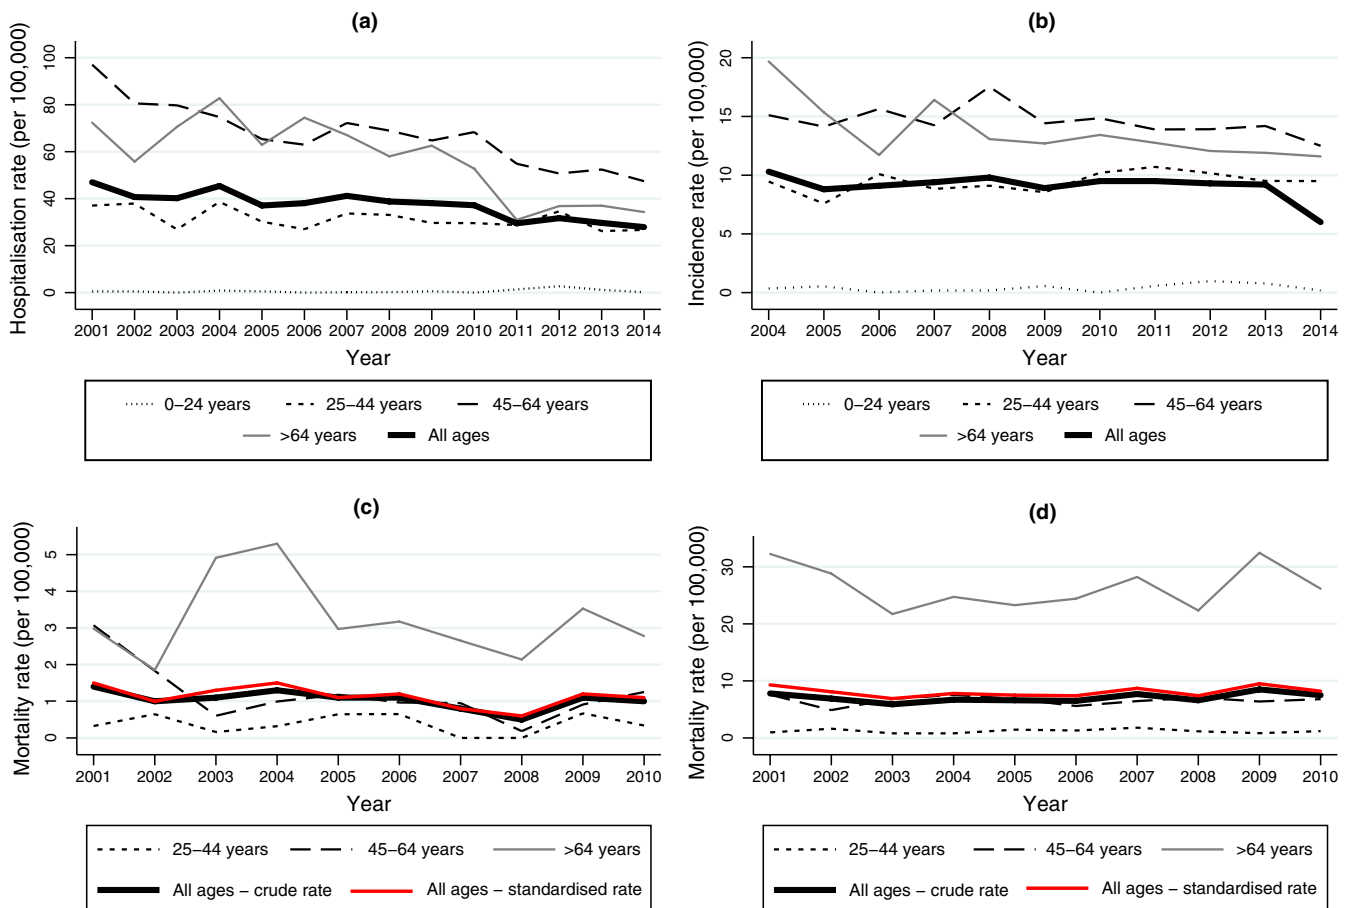 (a)
Hospitalisation rate (per 100,000)
100
80
60
40
20
0
2001 2002 2003 2004 2005 2006 2007 2008 2009 2010 2011 2012 2013 2014
Year
0–24 years 25–44 years 45–64 years
>64 years All ages
(b)
Incidence rate (per 100,000)
20
15
10
5
0
2004 2005 2006 2007 2008 2009 2010 2011 2012 2013 2014
Year
0–24 years 25–44 years 45–64 years
>64 years All ages
(c)
Mortality rate (per 100,000)
5
4
3
2
1
0
2001 2002 2003 2004 2005 2006 2007 2008 2009 2010
Year
25–44 years 45–64 years >64 years
All ages – crude rate All ages – standardised rate
(d)
Mortality rate (per 100,000)
30
20
10
0
2001 2002 2003 2004 2005 2006 2007 2008 2009 2010
Year
25–44 years 45–64 years >64 years
All ages – crude rate All ages – standardised rate